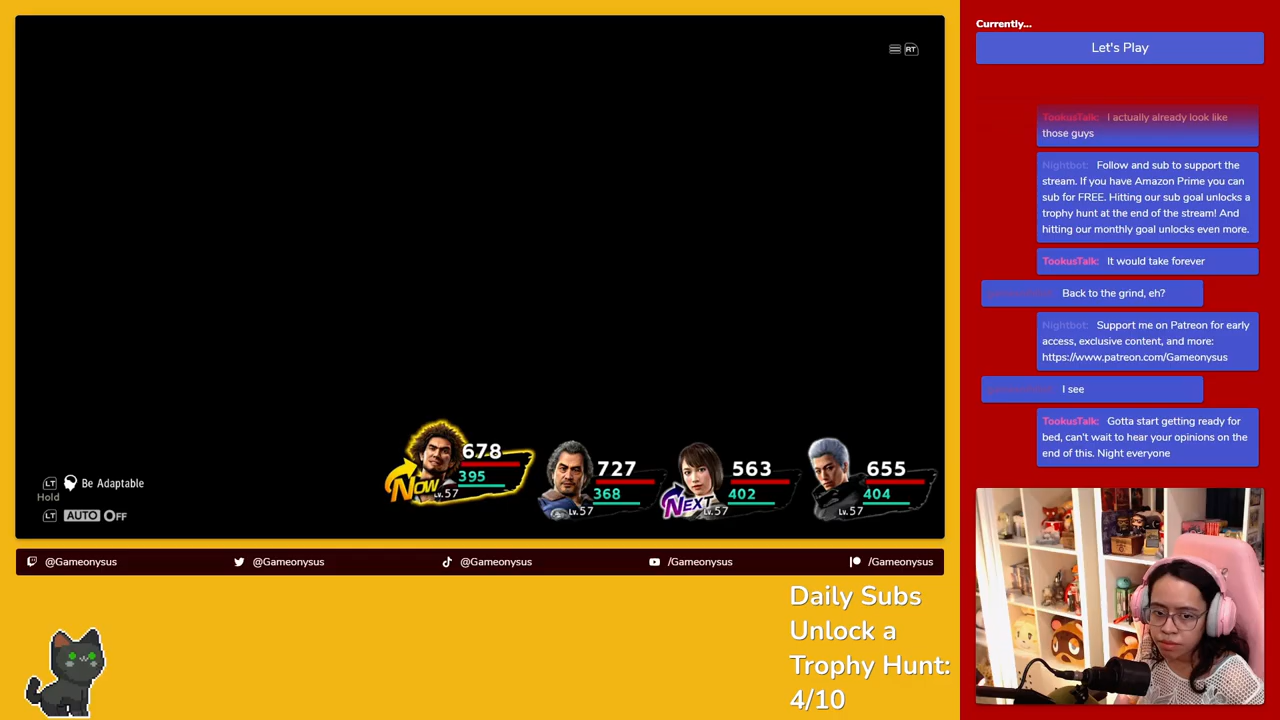 RT
LT Be Adaptable
Hold
LT AUTO OFF
678
395
NOW
Lv.57
727
368
Lv.57
563
402
NEXT
Lv.57
655
404
Lv.57
@Gameonysus
@Gameonysus
@Gameonysus
/Gameonysus
/Gameonysus
Daily Subs
Unlock a
Trophy Hunt:
4/10
Currently...
Let's Play
TookusTalk: I actually already look like
those guys
Nightbot: Follow and sub to support the
stream. If you have Amazon Prime you can
sub for FREE. Hitting our sub goal unlocks a
trophy hunt at the end of the stream! And
hitting our monthly goal unlocks even more.
TookusTalk: It would take forever
Back to the grind, eh?
Nightbot: Support me on Patreon for early
access, exclusive content, and more:
https://www.patreon.com/Gameonysus
I see
TookusTalk: Gotta start getting ready for
bed, can't wait to hear your opinions on the
end of this. Night everyone